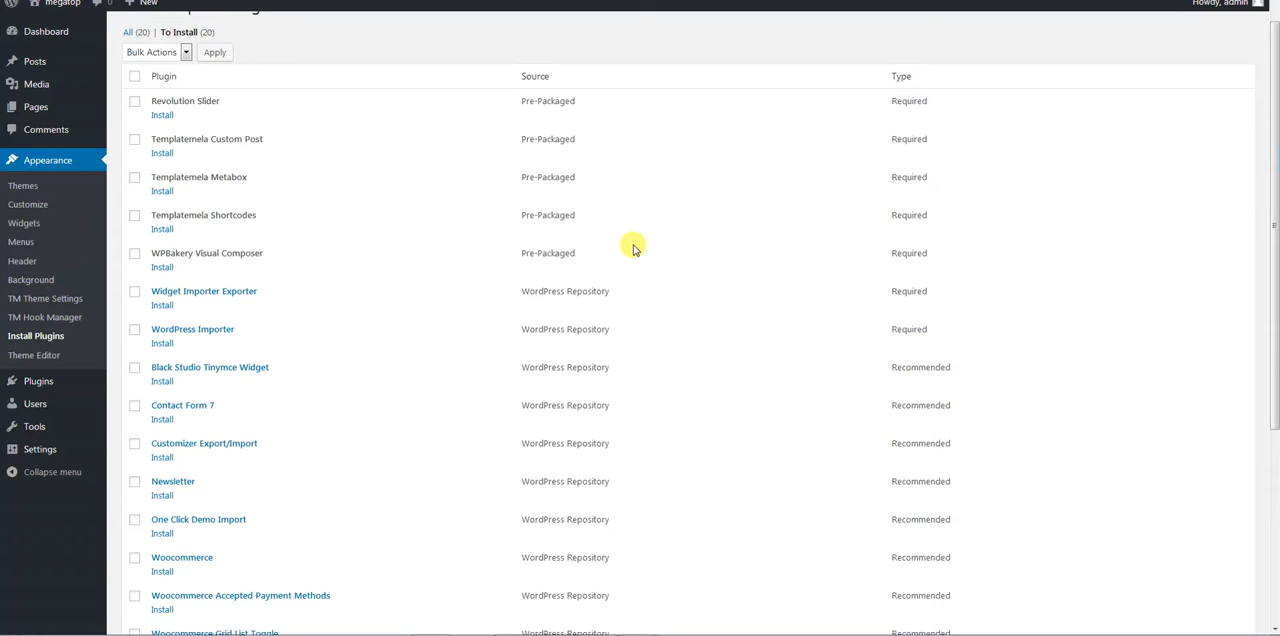 megatop 0 New Howdy, admin
Dashboard
Posts
Media
Pages
Comments
Appearance
Themes
Customize
Widgets
Menus
Header
Background
TM Theme Settings
TM Hook Manager
Install Plugins
Theme Editor
Plugins
Users
Tools
Settings
Collapse menu
All (20) | To Install (20)
Bulk Actions Apply
Plugin Source Type
Revolution Slider Pre-Packaged Required
Install
Templatemela Custom Post Pre-Packaged Required
Install
Templatemela Metabox Pre-Packaged Required
Install
Templatemela Shortcodes Pre-Packaged Required
Install
WPBakery Visual Composer Pre-Packaged Required
Install
Widget Importer Exporter WordPress Repository Required
Install
WordPress Importer WordPress Repository Required
Install
Black Studio Tinymce Widget WordPress Repository Recommended
Install
Contact Form 7 WordPress Repository Recommended
Install
Customizer Export/Import WordPress Repository Recommended
Install
Newsletter WordPress Repository Recommended
Install
One Click Demo Import WordPress Repository Recommended
Install
Woocommerce WordPress Repository Recommended
Install
Woocommerce Accepted Payment Methods WordPress Repository Recommended
Install
Woocommerce Grid List Toggle WordPress Repository Recommended